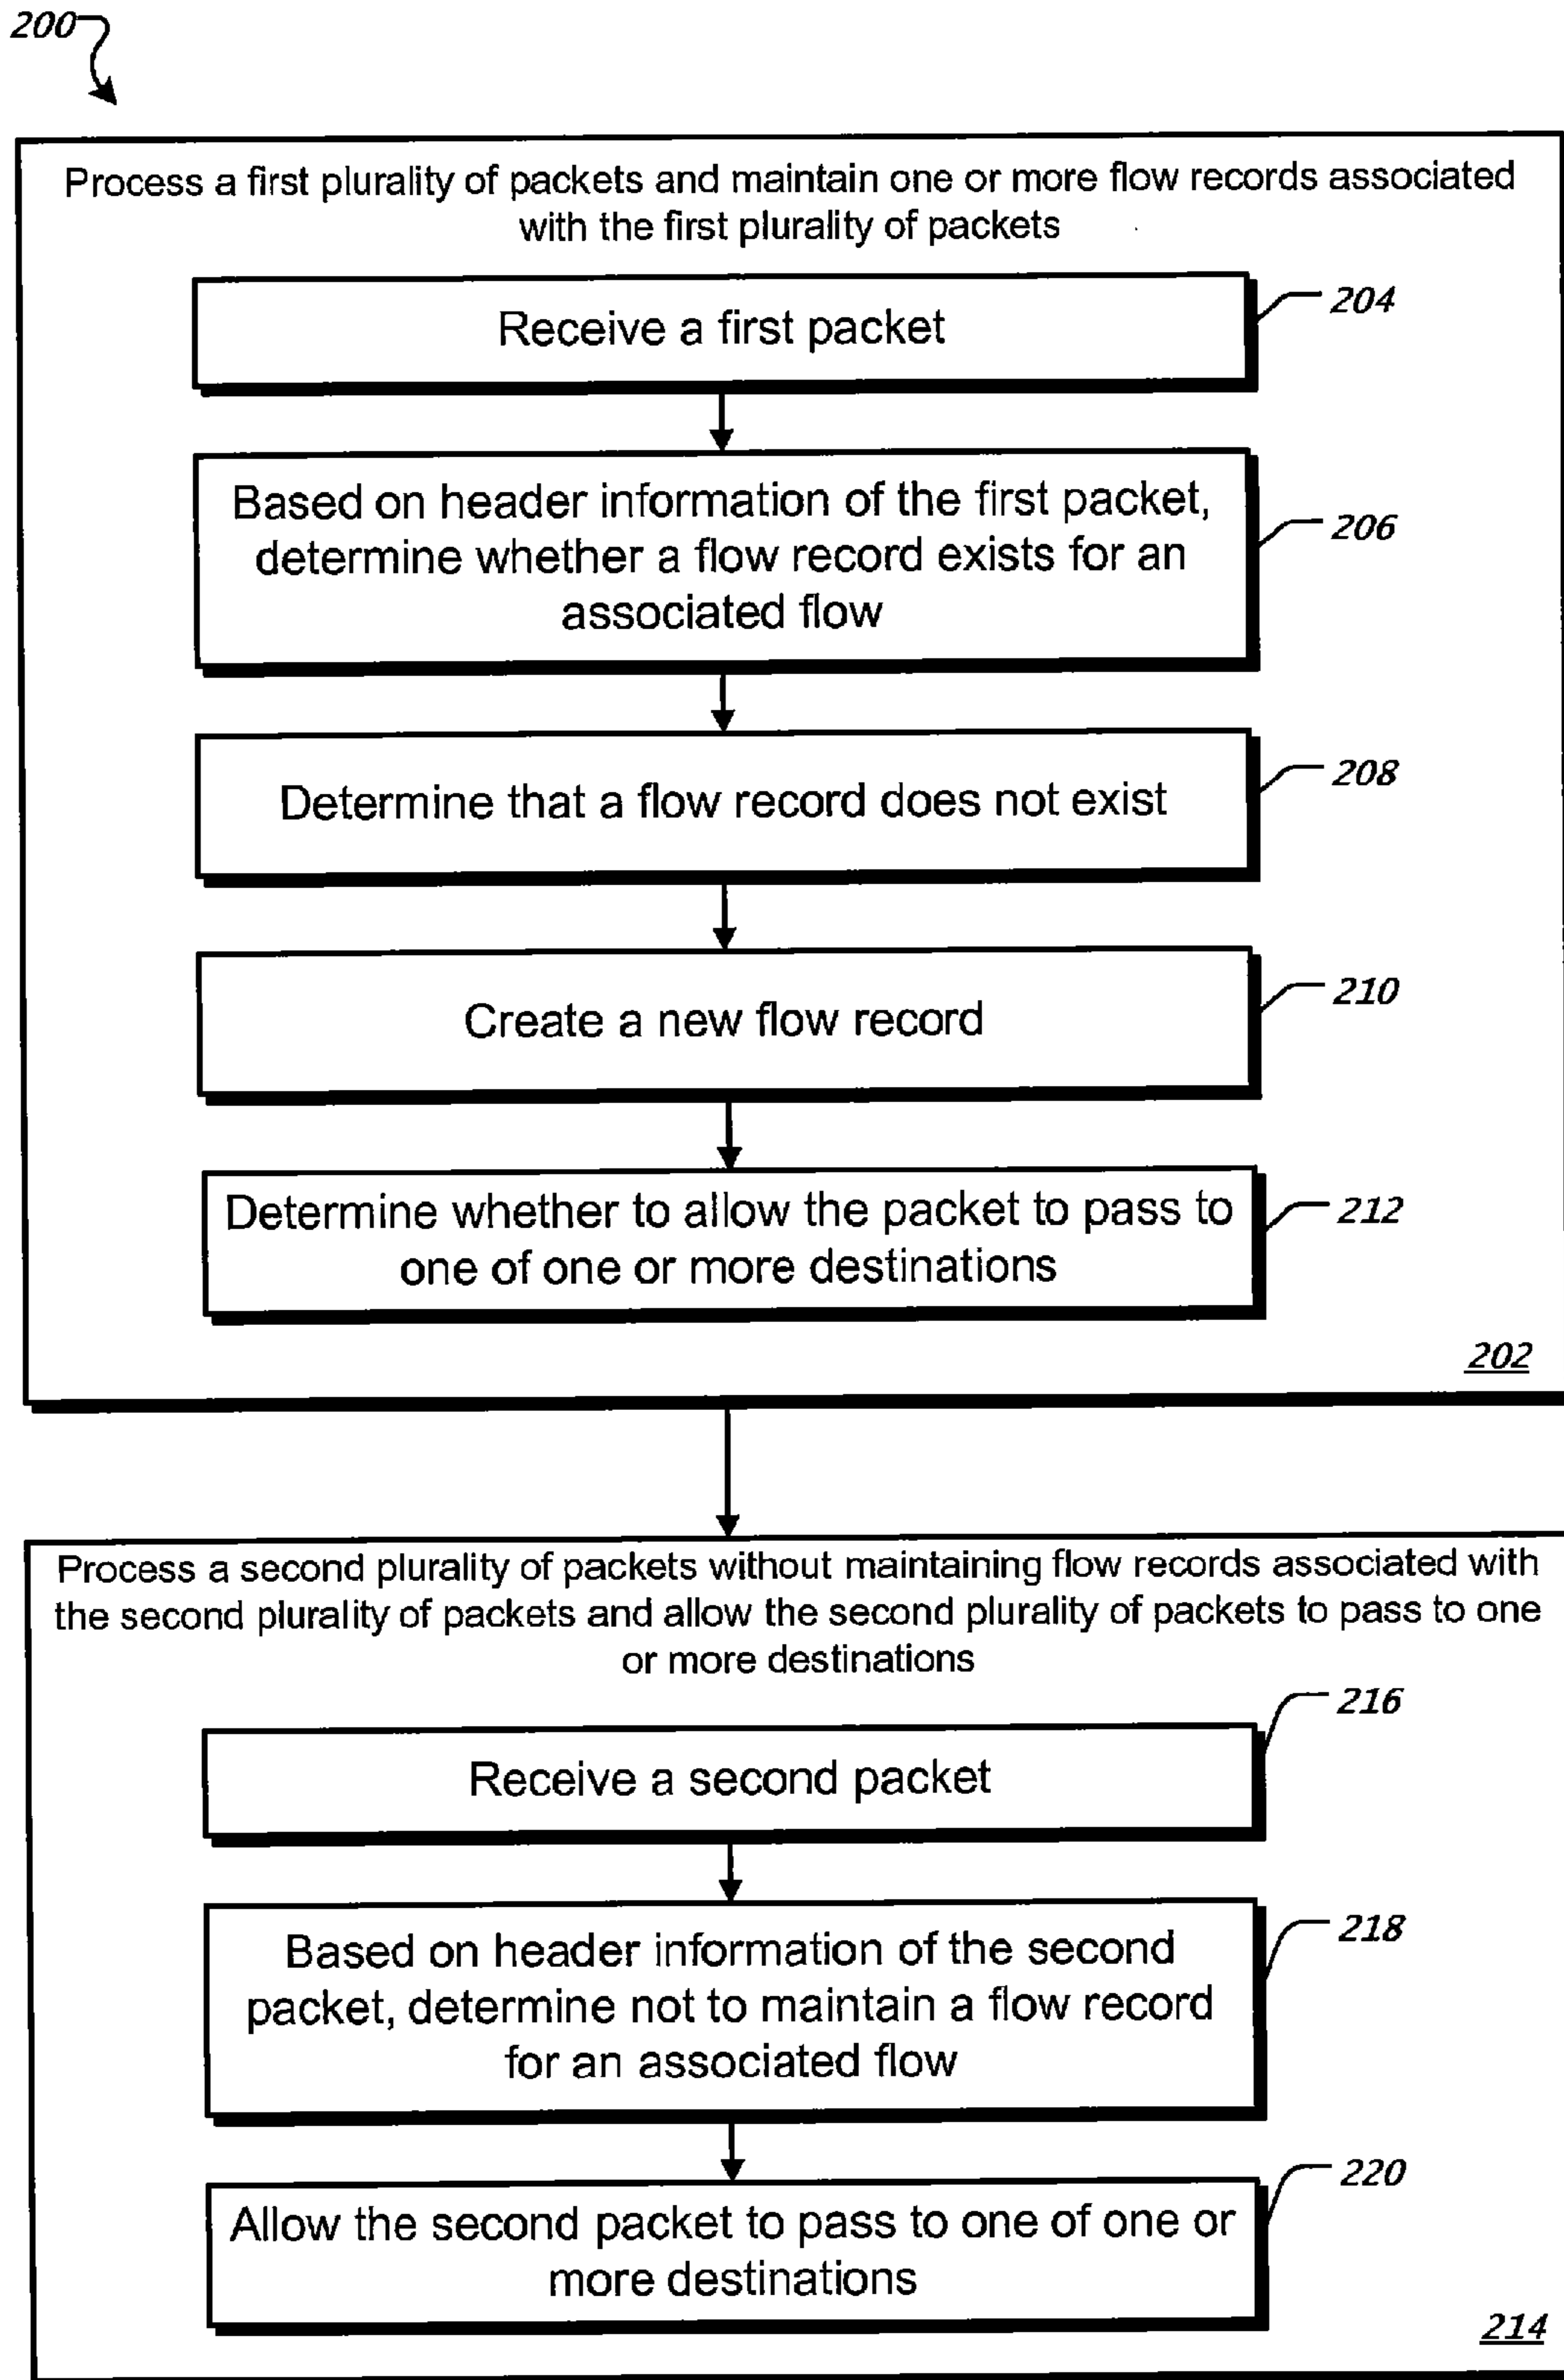 200
Process a first plurality of packets and maintain one or more flow records associated
with the first plurality of packets
Receive a first packet
204
Based on header information of the first packet,
determine whether a flow record exists for an
associated flow
206
Determine that a flow record does not exist
208
Create a new flow record
210
Determine whether to allow the packet to pass to
one of one or more destinations
212
202
Process a second plurality of packets without maintaining flow records associated with
the second plurality of packets and allow the second plurality of packets to pass to one
or more destinations
Receive a second packet
216
Based on header information of the second
packet, determine not to maintain a flow record
for an associated flow
218
Allow the second packet to pass to one of one or
more destinations
220
214